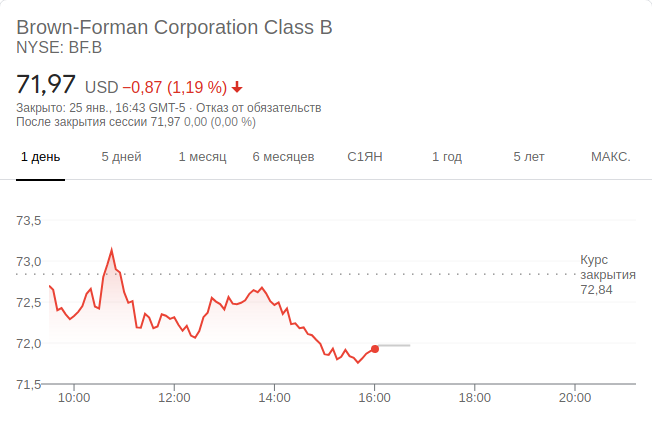 Brown-Forman Corporation Class B
NYSE: BF.B
71,97 USD −0,87 (1,19 %)
Закрыто: 25 янв., 16:43 GMT-5 · Отказ от обязательств
После закрытия сессии 71,97 0,00 (0,00 %)
1 день 5 дней 1 месяц 6 месяцев С1ЯН 1 год 5 лет МАКС.
73,5
73,0
72,5
72,0
71,5
Курс
закрытия
72,84
10:00 12:00 14:00 16:00 18:00 20:00